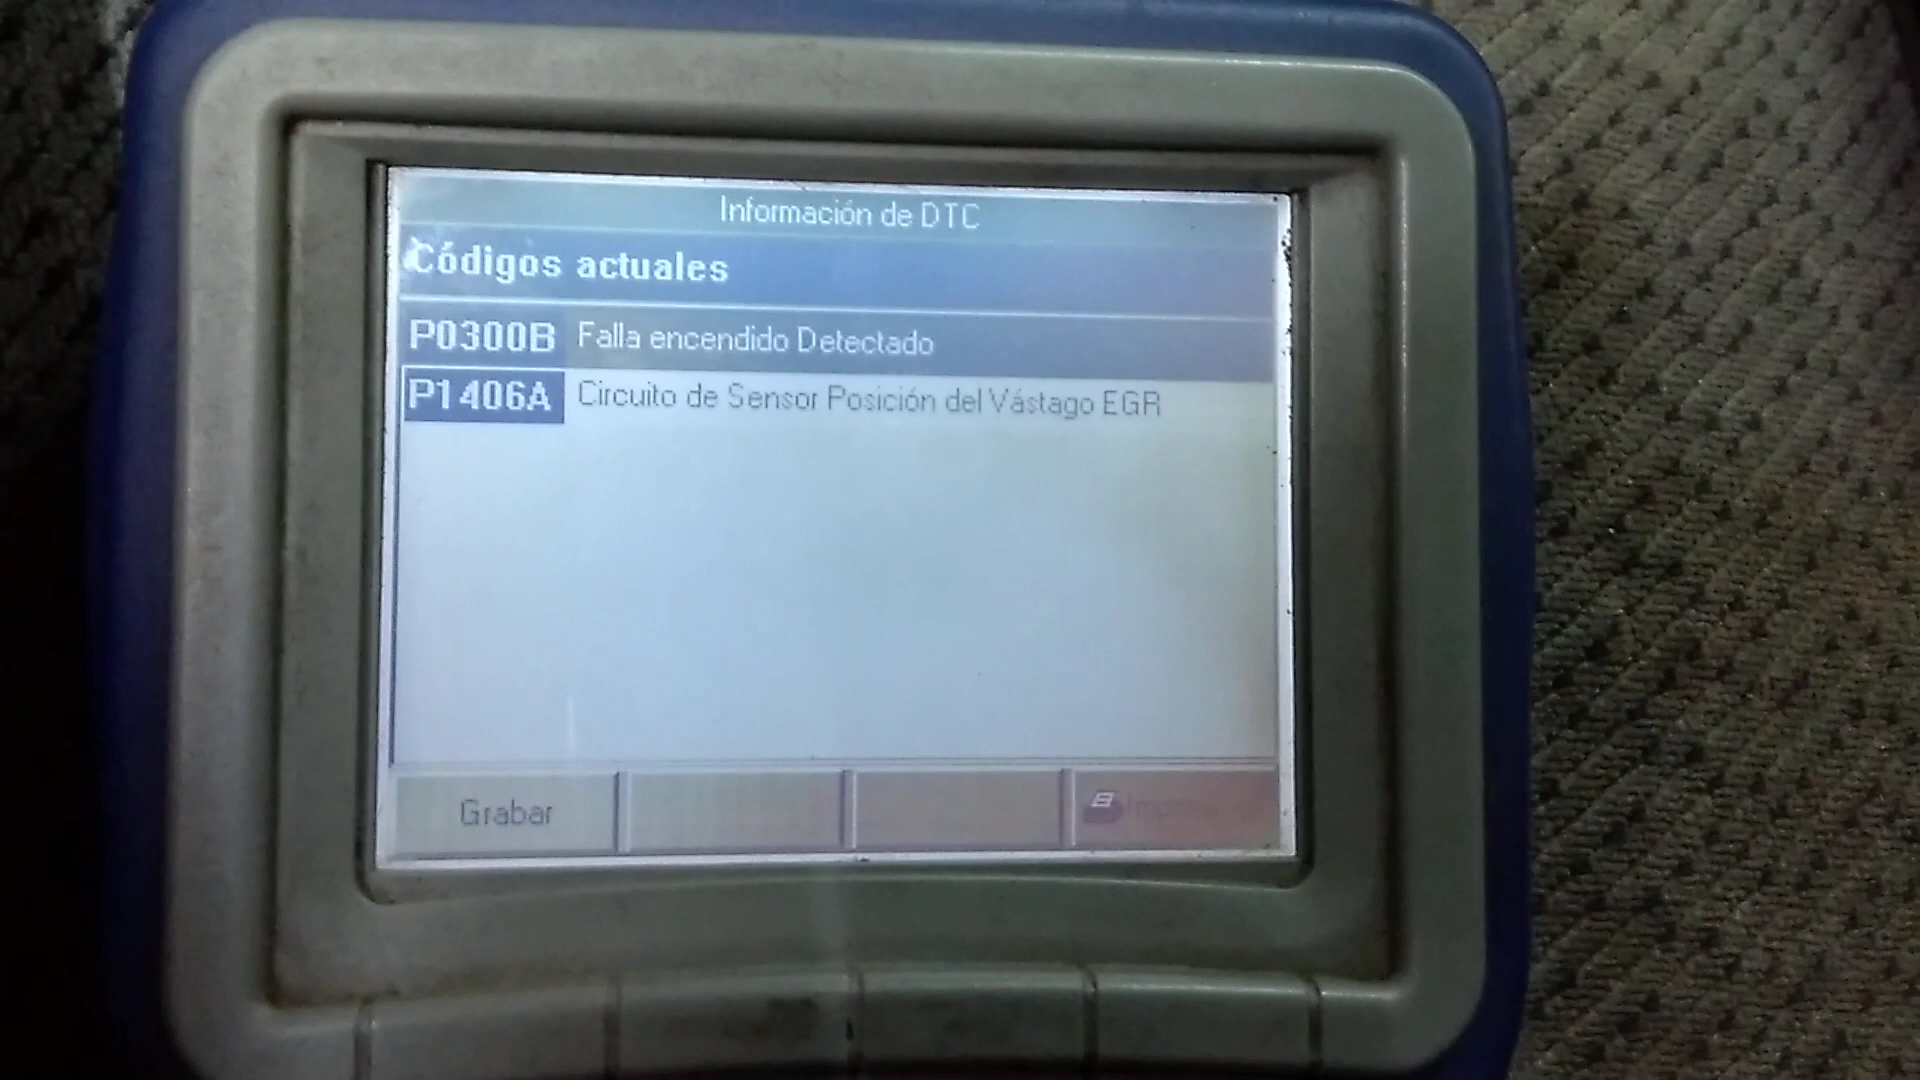 Información de DTC
Códigos actuales
P0300B Falla encendido Detectado
P1406A Circuito de Sensor Posición del Vástago EGR
Grabar